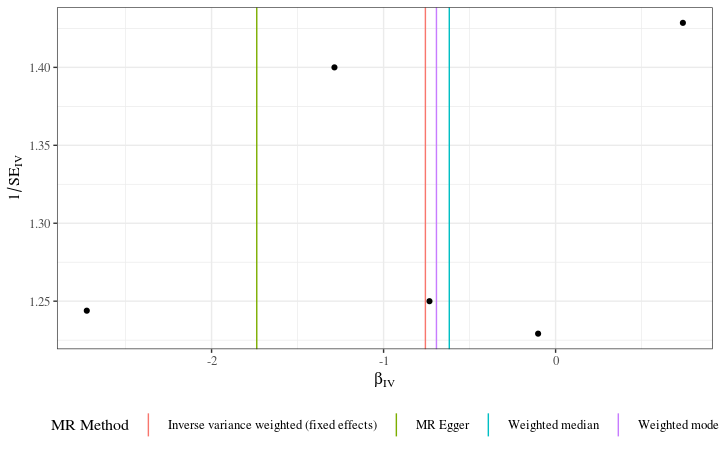 1.40
1.35
1.30
1.25
1/SE_IV
-2 -1 0
β_IV
MR Method Inverse variance weighted (fixed effects) MR Egger Weighted median Weighted mode